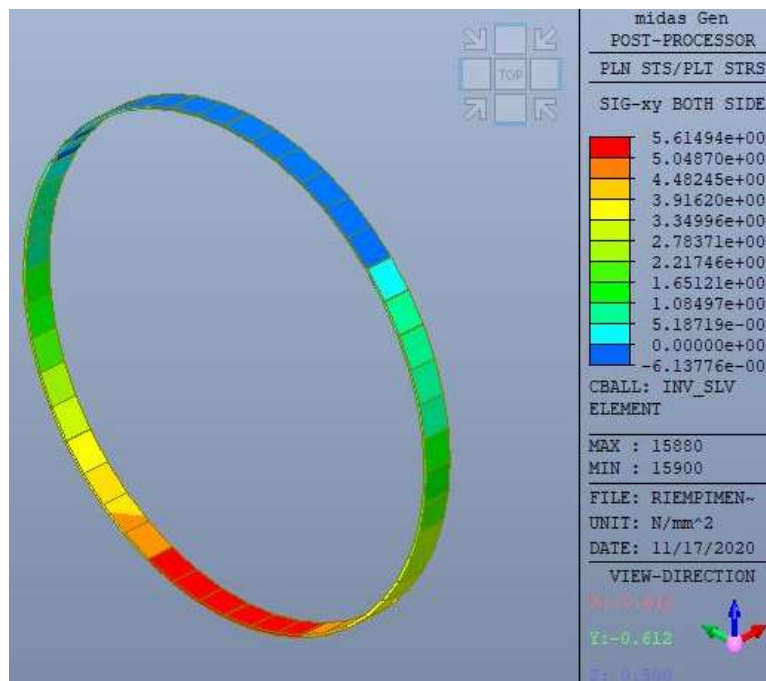 TOP
midas Gen
POST-PROCESSOR
PLN STS/PLT STRS
SIG-xy BOTH SIDE
5.61494e+00
5.04870e+00
4.48245e+00
3.91620e+00
3.34996e+00
2.78371e+00
2.21746e+00
1.65121e+00
1.08497e+00
5.18719e-00
0.00000e+00
-6.13776e-00
CBALL: INV_SLV
ELEMENT
MAX : 15880
MIN : 15900
FILE: RIEMPIMEN~
UNIT: N/mm^2
DATE: 11/17/2020
VIEW-DIRECTION
Y:-0.612
Z: 0.500